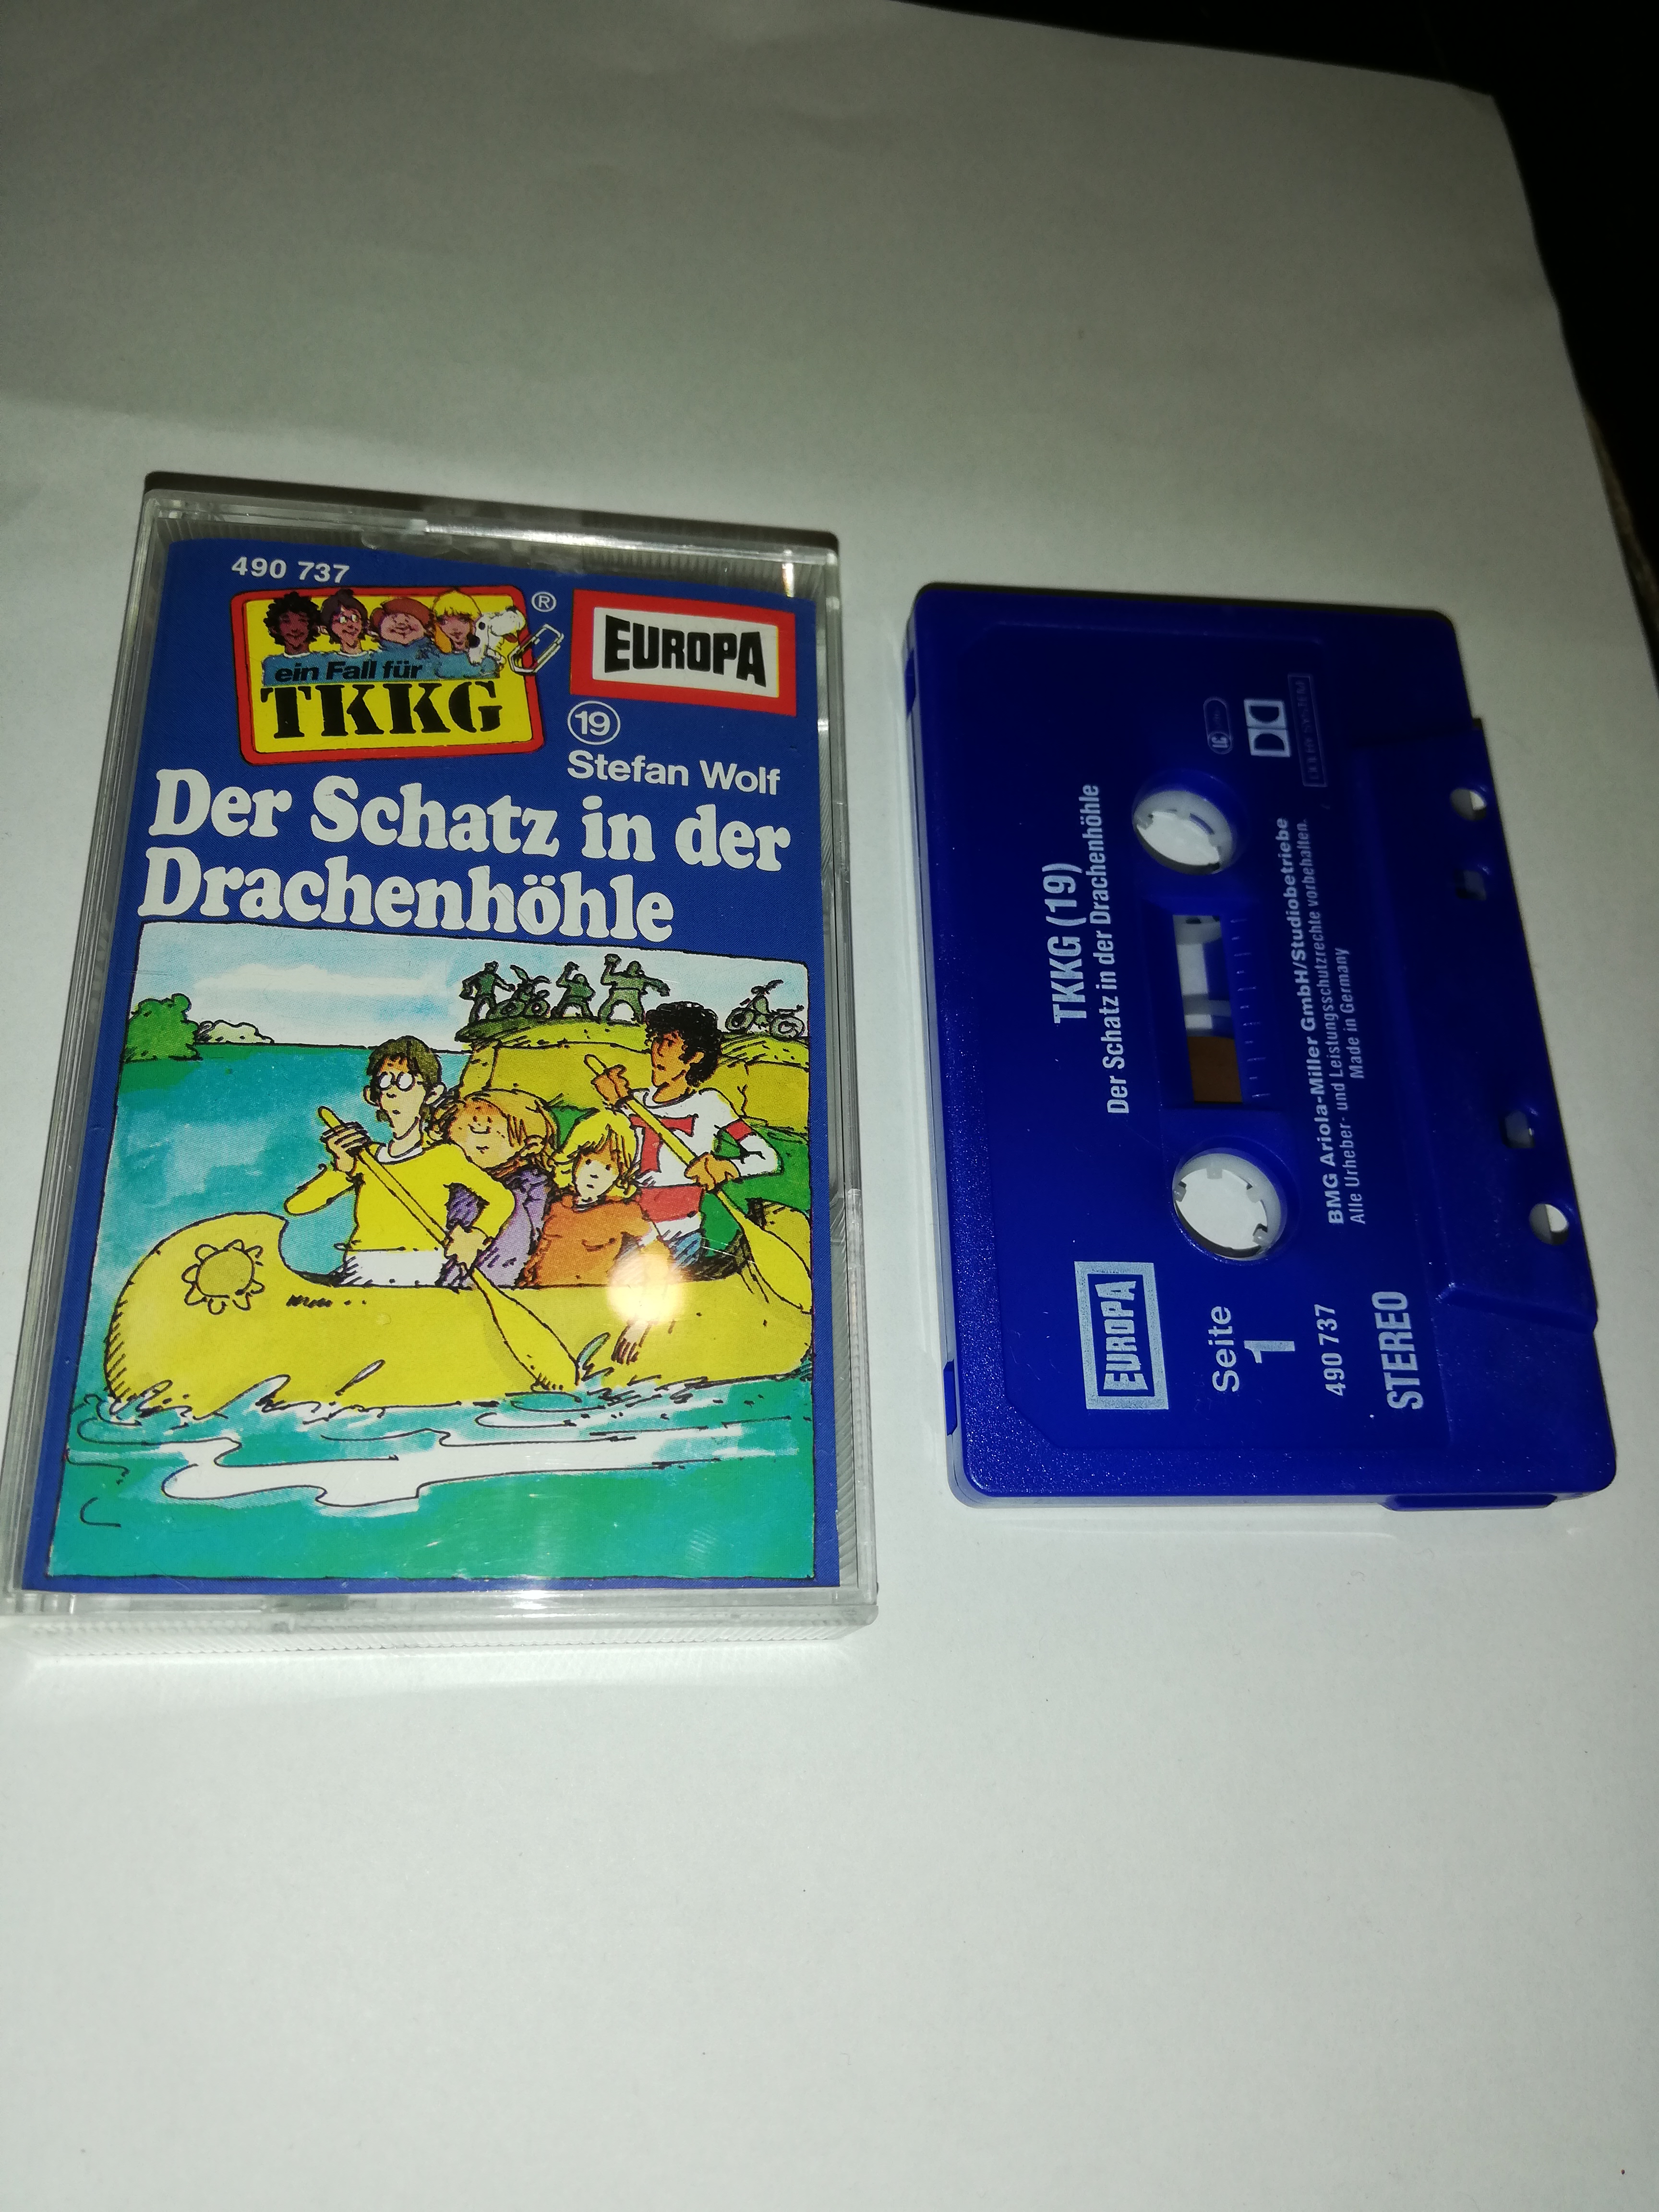 490 737
®
ein Fall für
TKKG
EUROPA
19
Stefan Wolf
Der Schatz in der
Drachenhöhle
TKKG (19)
Der Schatz in der Drachenhöhle
EUROPA
Seite
1
490 737
STEREO
BMG Ariola-Miller GmbH/Studiobetriebe
Alle Urheber- und Leistungsschutzrechte vorbehalten.
Made in Germany